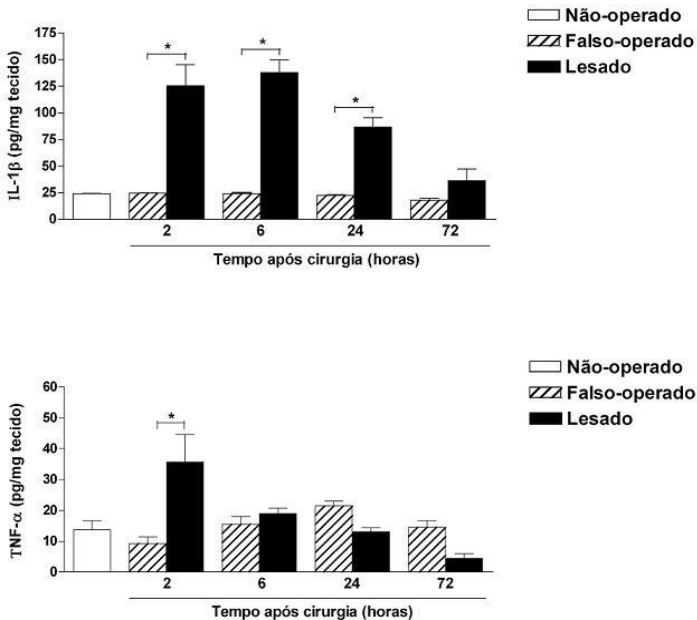 Não-operado
Falso-operado
Lesado
IL-1β (pg/mg tecido)
175
150
125
100
75
50
25
0
*
*
*
2 6 24 72
Tempo após cirurgia (horas)
Não-operado
Falso-operado
Lesado
TNF-α (pg/mg tecido)
60
50
40
30
20
10
0
*
2 6 24 72
Tempo após cirurgia (horas)